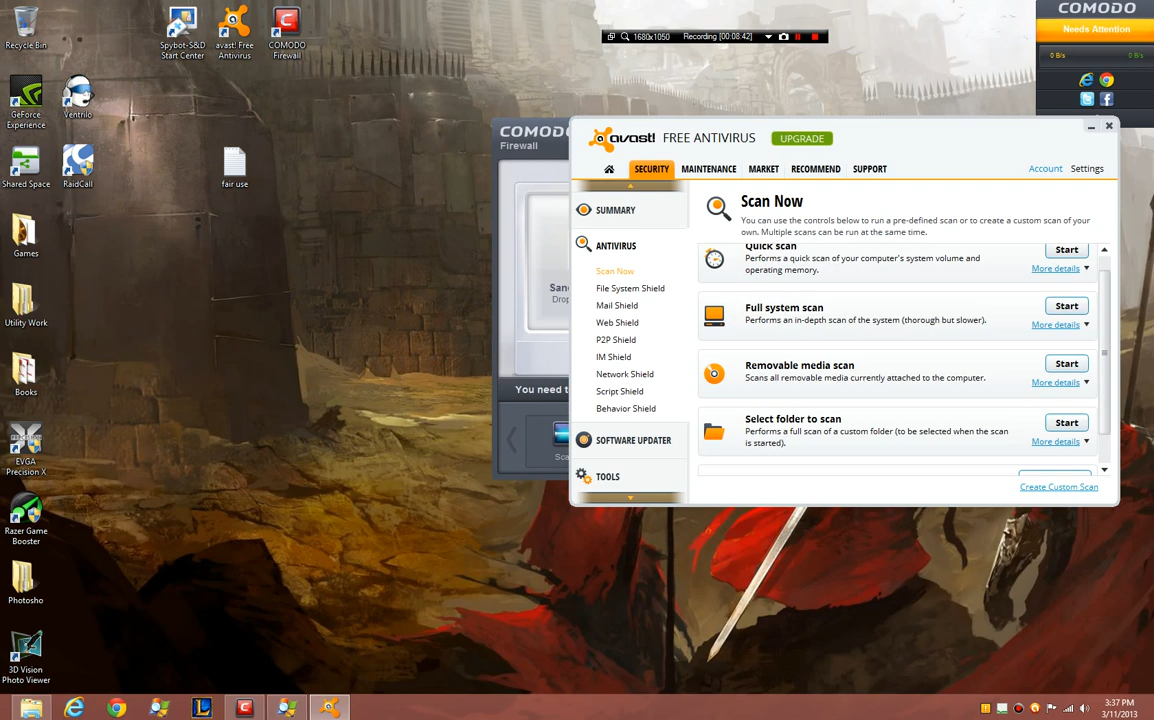 Recycle Bin
Spybot-S&D
Start Center
avast! Free
Antivirus
COMODO
Firewall
1680x1050 Recording [00:08:42]
COMODO
Needs Attention
0 B/s 0 B/s
GeForce
Experience
Ventrilo
Shared Space
RaidCall
fair use
Games
Utility Work
Books
EVGA
Precision X
Razer Game
Booster
Photosho
3D Vision
Photo Viewer
COMODO
Firewall
San
Drop
You need t
Sca
avast! FREE ANTIVIRUS UPGRADE
SECURITY MAINTENANCE MARKET RECOMMEND SUPPORT Account Settings
SUMMARY
ANTIVIRUS
Scan Now
File System Shield
Mail Shield
Web Shield
P2P Shield
IM Shield
Network Shield
Script Shield
Behavior Shield
SOFTWARE UPDATER
TOOLS
Scan Now
You can use the controls below to run a pre-defined scan or to create a custom scan of your
own. Multiple scans can be run at the same time.
Quick scan Start
Performs a quick scan of your computer's system volume and
operating memory. More details
Full system scan Start
Performs an in-depth scan of the system (thorough but slower).
More details
Removable media scan Start
Scans all removable media currently attached to the computer.
More details
Select folder to scan Start
Performs a full scan of a custom folder (to be selected when the scan
is started). More details
Create Custom Scan
3:37 PM
3/11/2013